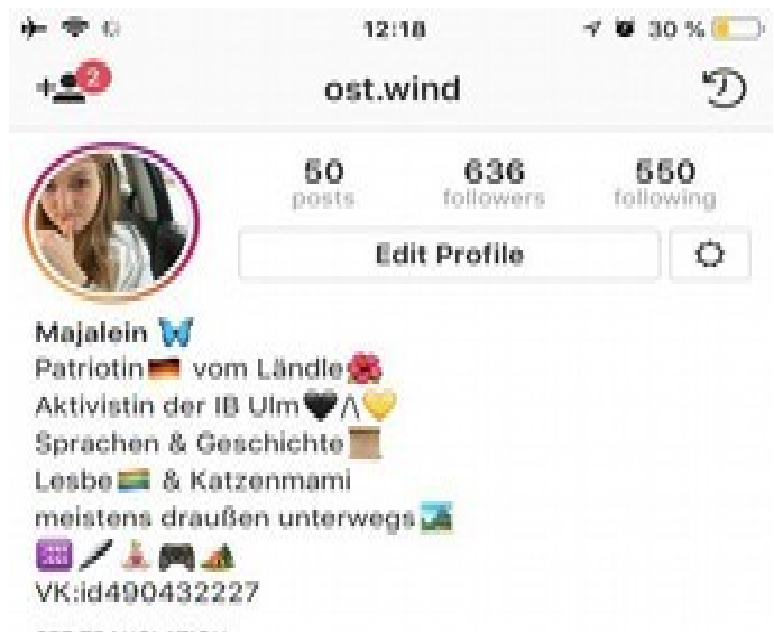 12:18 30 %
2
ost.wind
50 636 550
posts followers following
Edit Profile
Majalein 🦋
Patriotin🇩🇪 vom Ländle🌺
Aktivistin der IB Ulm🖤/\💛
Sprachen & Geschichte📜
Lesbe🏳️‍🌈 & Katzenmami
meistens draußen unterwegs🏞️
VK:id490432227